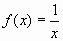 f(x) = 1/x